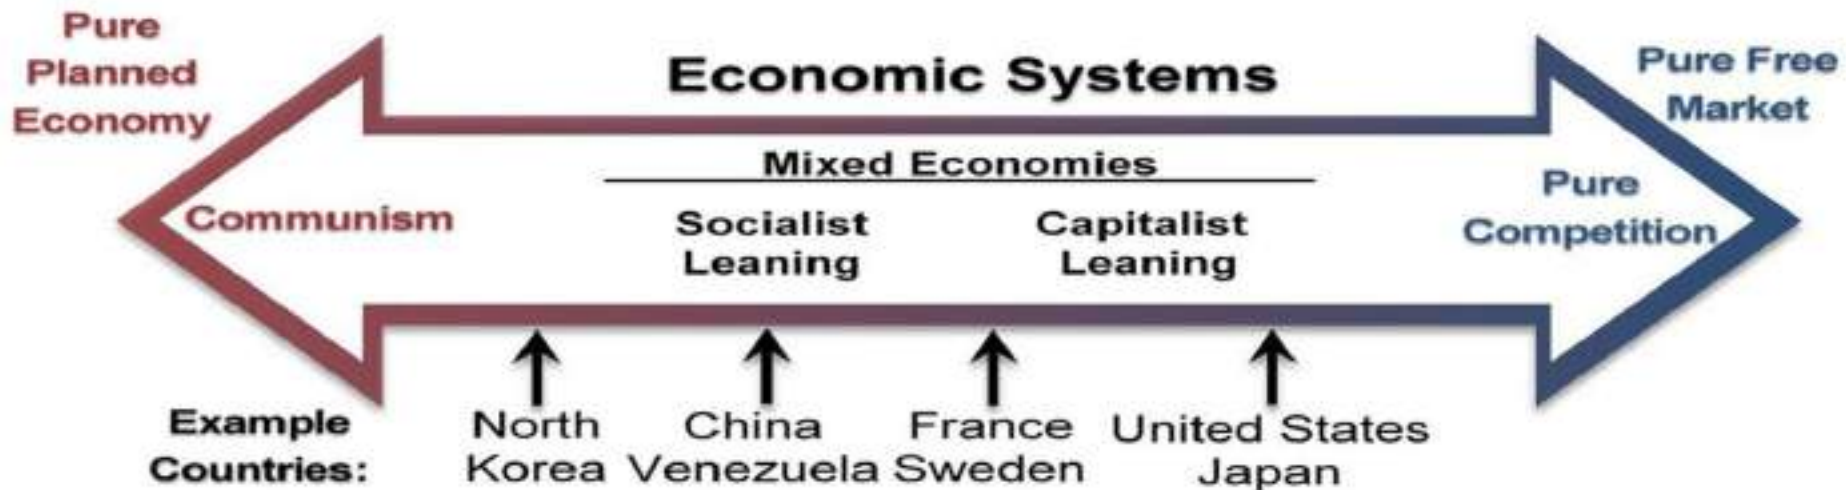 Pure
Planned
Economy
Economic Systems
Pure Free
Market
Mixed Economies
Communism
Socialist
Leaning
Capitalist
Leaning
Pure
Competition
Example
Countries:
North
Korea
China
Venezuela
France
Sweden
United States
Japan